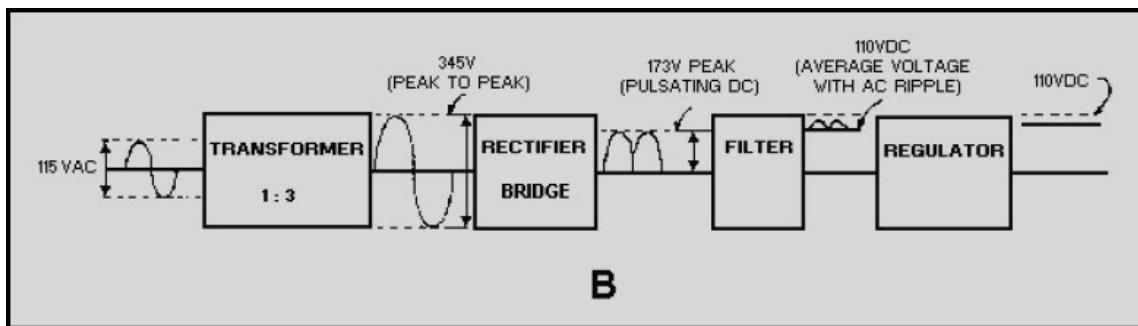 345V
(PEAK TO PEAK)
173V PEAK
(PULSATING DC)
110VDC
(AVERAGE VOLTAGE
WITH AC RIPPLE)
110VDC
115 VAC
TRANSFORMER
1 : 3
RECTIFIER
BRIDGE
FILTER
REGULATOR
B